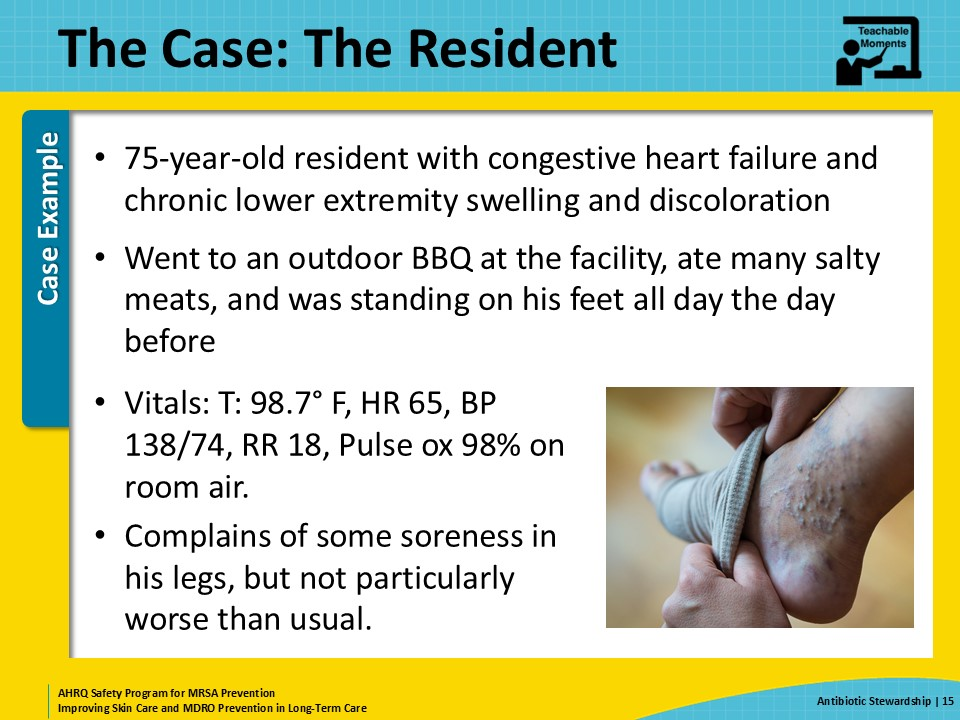 The Case: The Resident
Teachable
Moments
Case Example
• 75-year-old resident with congestive heart failure and
chronic lower extremity swelling and discoloration
• Went to an outdoor BBQ at the facility, ate many salty
meats, and was standing on his feet all day the day
before
• Vitals: T: 98.7° F, HR 65, BP
138/74, RR 18, Pulse ox 98% on
room air.
• Complains of some soreness in
his legs, but not particularly
worse than usual.
AHRQ Safety Program for MRSA Prevention
Improving Skin Care and MDRO Prevention in Long-Term Care
Antibiotic Stewardship | 15